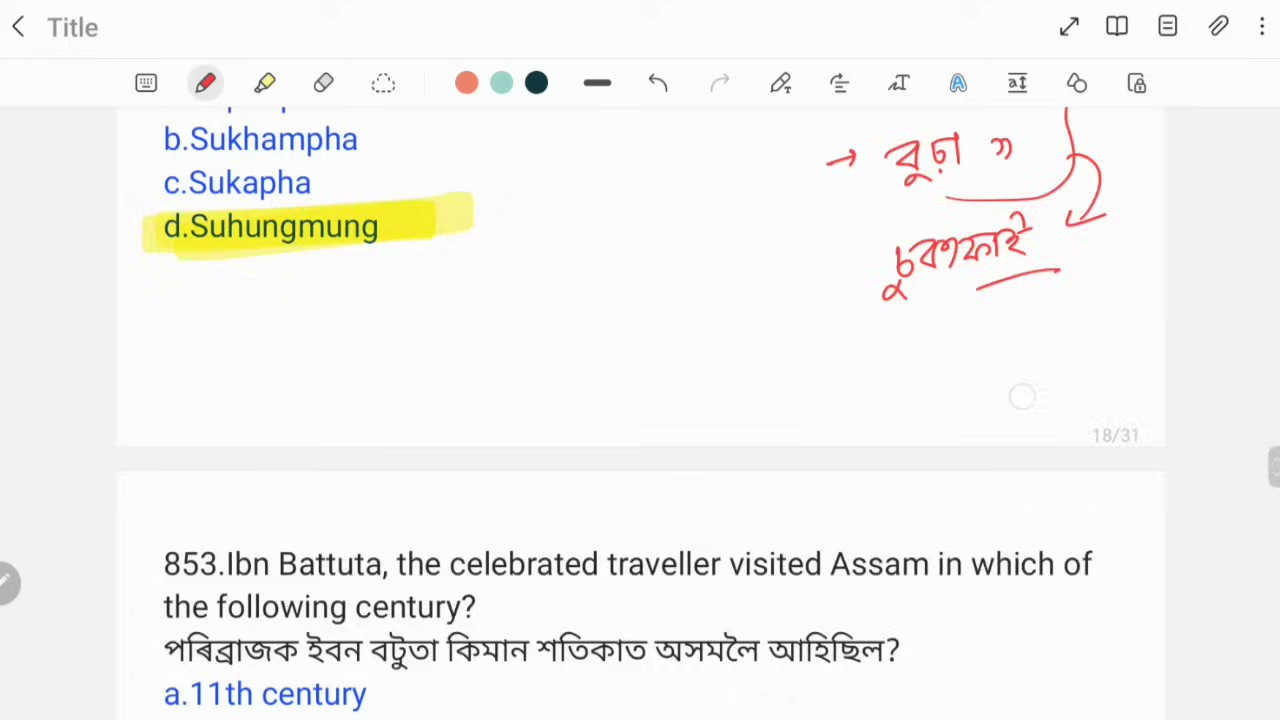 Title
b.Sukhampha
c.Sukapha
d.Suhungmung
→ বুঢ়া
18/31
853.Ibn Battuta, the celebrated traveller visited Assam in which of
the following century?
পৰিব্ৰাজক ইবন বটুতা কিমান শতিকাত অসমলৈ আহিছিল?
a.11th century